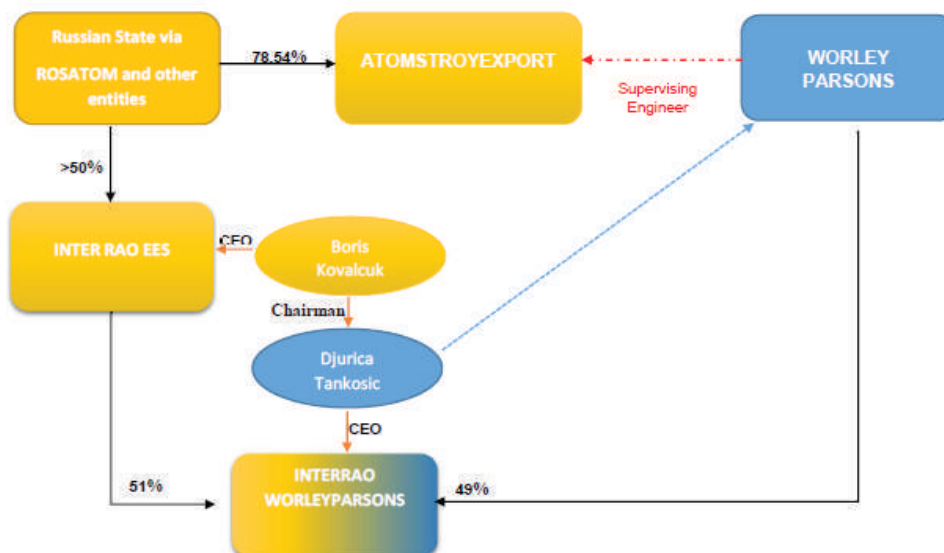 Russian State via
ROSATOM and other
entities
78.54%
ATOMSTROYEXPORT
Supervising
Engineer
WORLEY
PARSONS
>50%
INTER RAO EES
CEO
Boris
Kovalcuk
Chairman
Djurica
Tankosic
CEO
51%
INTERRAO
WORLEYPARSONS
49%